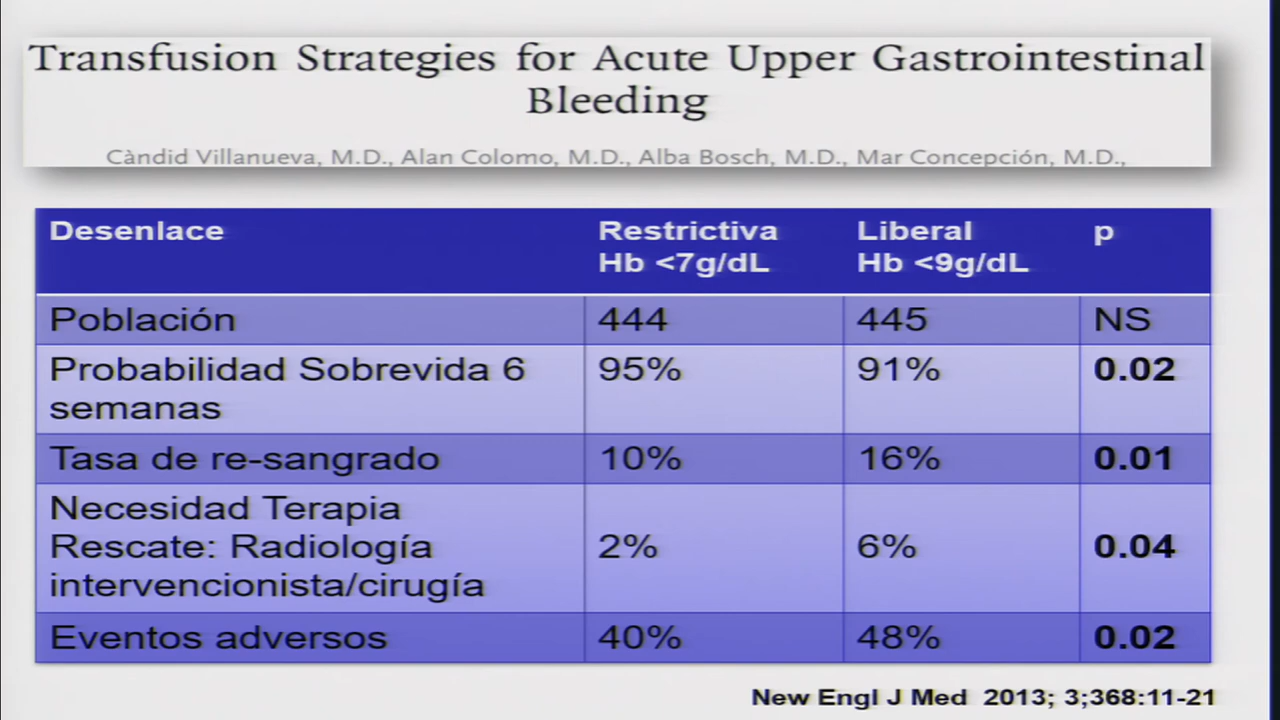 Transfusion Strategies for Acute Upper Gastrointestinal
Bleeding
Càndid Villanueva, M.D., Alan Colomo, M.D., Alba Bosch, M.D., Mar Concepción, M.D.,
Desenlace Restrictiva Liberal p
Hb <7g/dL Hb <9g/dL
Población 444 445 NS
Probabilidad Sobrevida 6 95% 91% 0.02
semanas
Tasa de re-sangrado 10% 16% 0.01
Necesidad Terapia
Rescate: Radiología 2% 6% 0.04
intervencionista/cirugía
Eventos adversos 40% 48% 0.02
New Engl J Med 2013; 3;368:11-21